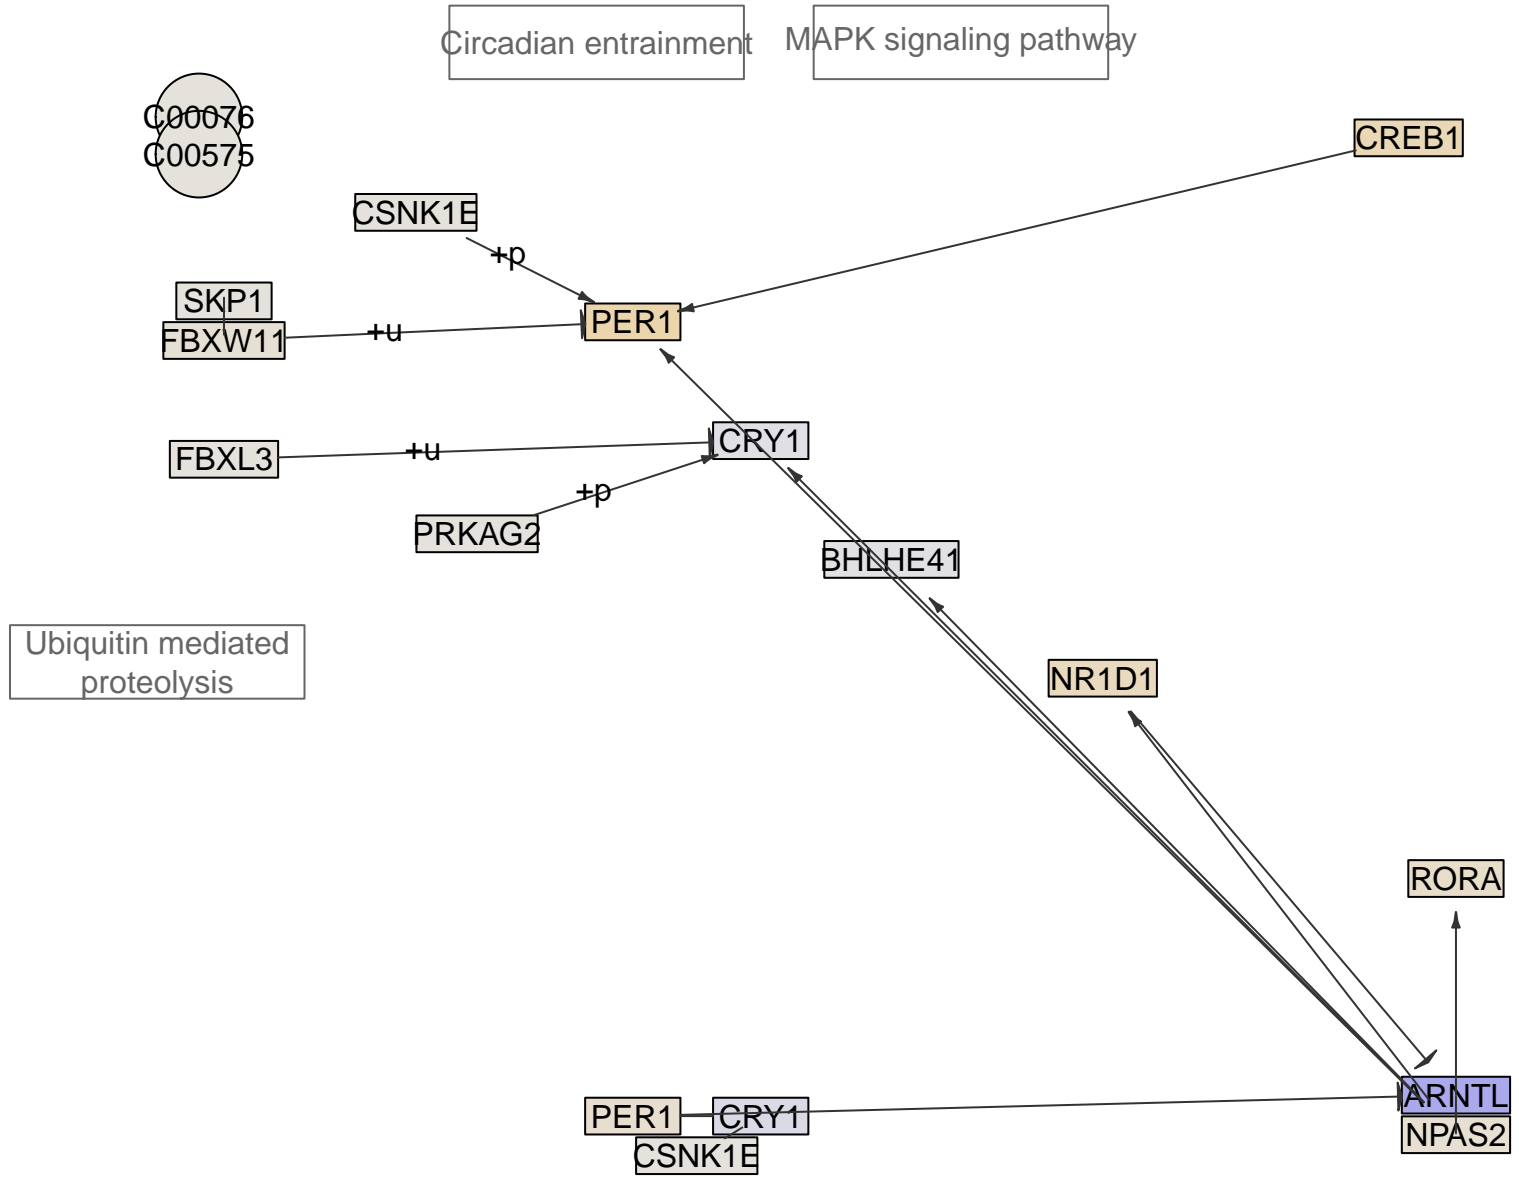 Circadian entrainment
MAPK signaling pathway
C00076
C00575
CREB1
CSNK1E
+p
SKP1
FBXW11
+u
PER1
FBXL3
+u
CRY1
+p
PRKAG2
BHLHE41
Ubiquitin mediated
proteolysis
NR1D1
RORA
ARNTL
NPAS2
PER1
CRY1
CSNK1E